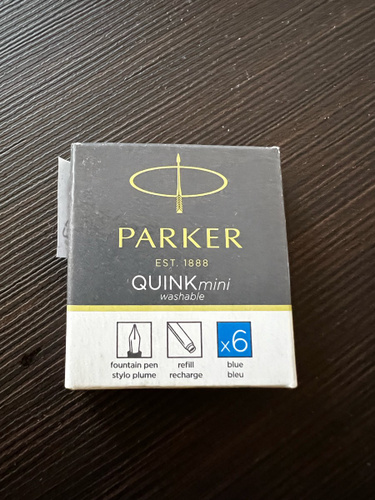 PARKER
EST. 1888
QUINKmini
washable
fountain pen
stylo plume
refill
recharge
x6
blue
bleu